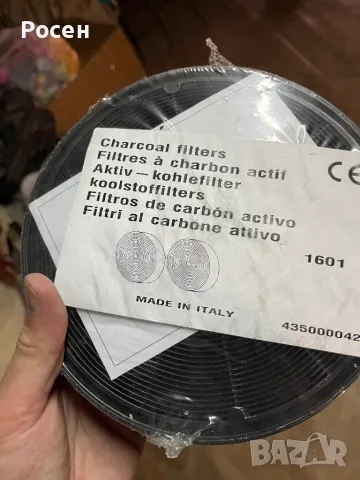 Росен
Charcoal filters
Filtres à charbon actif
Aktiv – kohlefilter
koolstoffilters
Filtros de carbón activo
Filtri al carbone attivo
CE
1601
MADE IN ITALY
435000042
BAZAR